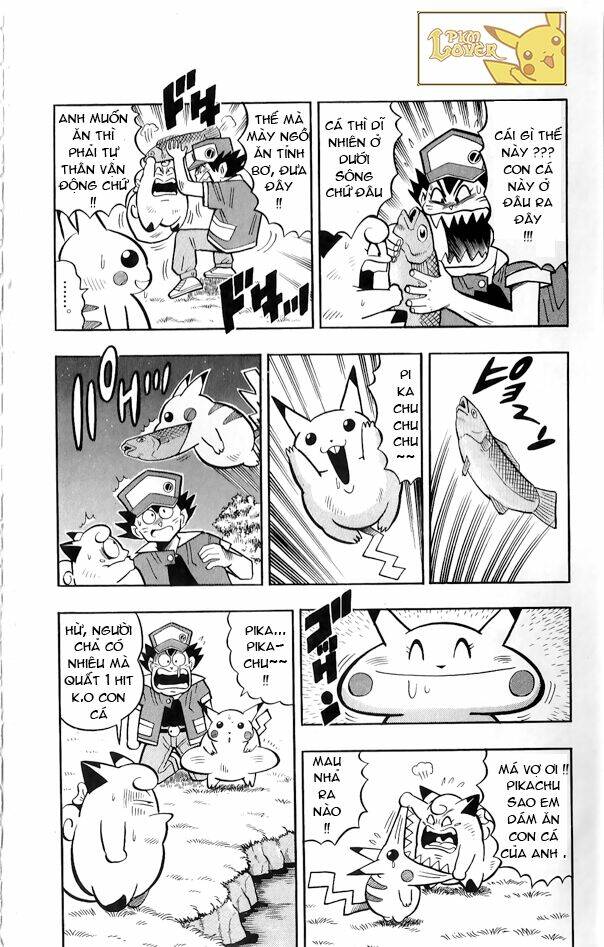 PKM
LOVER
CÁI GÌ THẾ
NÀY ???
CON CÁ
NÀY Ở
ĐÂU RA
ĐÂY
!!!
CÁ THÌ DĨ
NHIÊN Ở
DƯỚI
SÔNG
CHỨ ĐÂU
THẾ MÀ
MÀY NGỒI
ĂN TỈNH
BƠ, ĐƯA
ĐÂY
!!
ANH MUỐN
ĂN THÌ
PHẢI TỰ
THÂN VẬN
ĐỘNG CHỨ
!!
......
PI
KA
CHU
CHU
CHU
~~
PIKA...
PIKA-
CHU~~
!!
HỪ, NGƯỜI
CHẢ CÓ
NHIÊU MÀ
QUẤT 1 HIT
K.O CON
CÁ
MÁ VỢ ƠI !!
PIKACHU
SAO EM
DÁM ĂN
CON CÁ
CỦA ANH .
MAU
NHẢ
RA
NÀO
!!